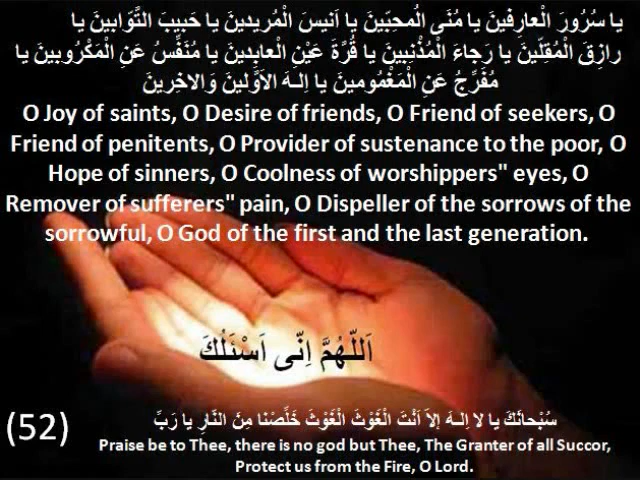 يا سُرُورَ الْعارِفينَ يا مُنَى الُمحِبّينَ يا اَنيسَ الْمُريدينَ يا حَبيبَ التَّوّابينَ يا
رازِقَ الْمُقِلّينَ يا رَجاءَ الْمُذْنِبينَ يا قُرَّةَ عَيْنِ الْعابِدينَ يا مُنَفِّسُ عَنِ الْمَكْروُبينَ يا
مُفَرِّجُ عَنِ الْمَغْمُومينَ يا اِلـهَ الاَوَّلينَ وَالاخِرينَ
O Joy of saints, O Desire of friends, O Friend of seekers, O
Friend of penitents, O Provider of sustenance to the poor, O
Hope of sinners, O Coolness of worshippers" eyes, O
Remover of sufferers" pain, O Dispeller of the sorrows of the
sorrowful, O God of the first and the last generation.
اَللّهُمَّ اِنّى اَسْئَلُكَ
(52)
سُبْحانَكَ يا لا اِلـهَ اِلاّ اَنْتَ الْغَوْثَ الْغَوْثَ خَلِّصْنا مِنَ النّارِ يا رَبِّ
Praise be to Thee, there is no god but Thee, The Granter of all Succor,
Protect us from the Fire, O Lord.